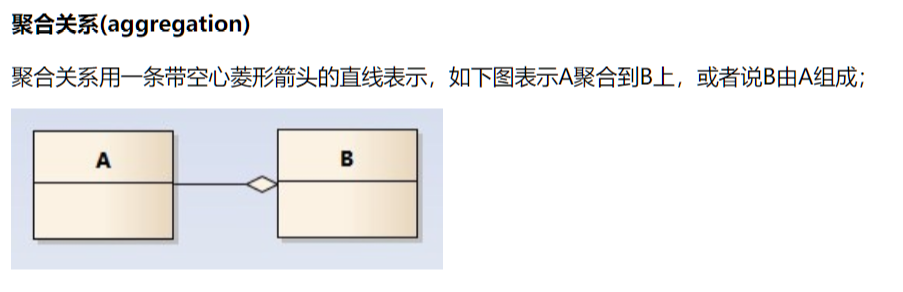 聚合关系(aggregation)
聚合关系用一条带空心菱形箭头的直线表示，如下图表示A聚合到B上，或者说B由A组成；
A
B